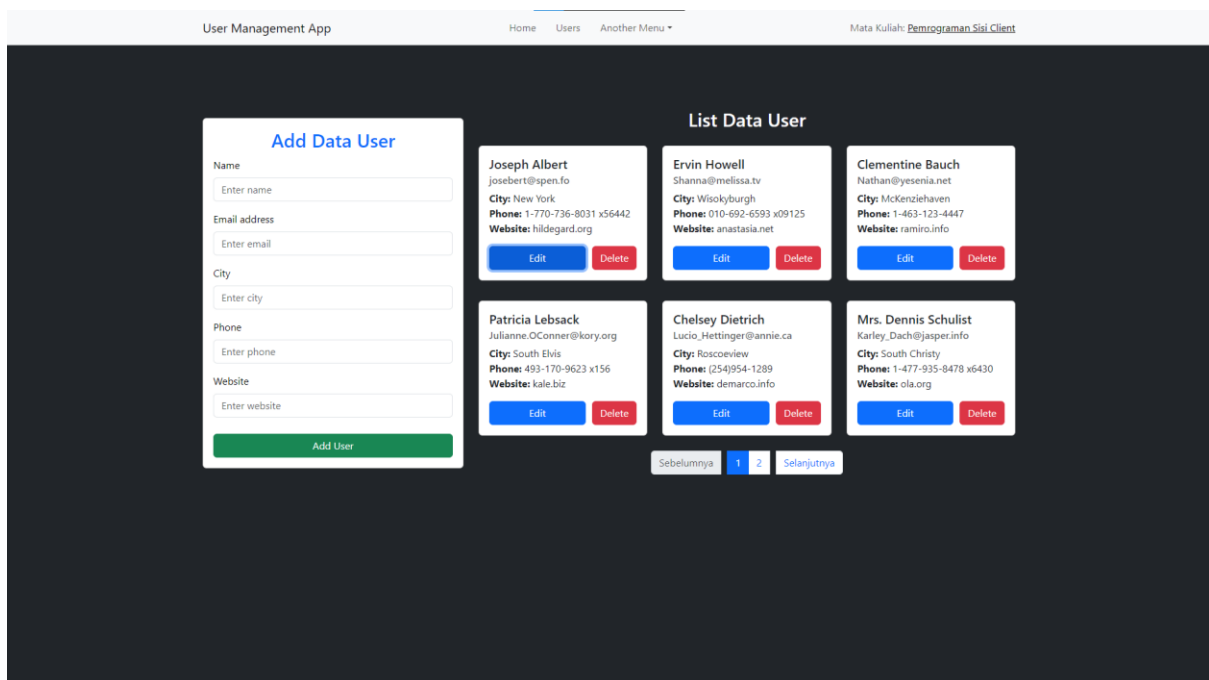 User Management App
Home Users Another Menu
Mata Kuliah: Pemrograman Sisi Client
Add Data User
Name
Enter name
Email address
Enter email
City
Enter city
Phone
Enter phone
Website
Enter website
Add User
List Data User
Joseph Albert
josebert@spen.fo
City: New York
Phone: 1-770-736-8031 x56442
Website: hildegard.org
Edit Delete
Ervin Howell
Shanna@melissa.tv
City: Wisokyburgh
Phone: 010-692-6593 x09125
Website: anastasia.net
Edit Delete
Clementine Bauch
Nathan@yesenia.net
City: McKenziehaven
Phone: 1-463-123-4447
Website: ramiro.info
Edit Delete
Patricia Lebsack
Julianne.OConner@kory.org
City: South Elvis
Phone: 493-170-9623 x156
Website: kale.biz
Edit Delete
Chelsey Dietrich
Lucio_Hettinger@annie.ca
City: Roscoeview
Phone: (254)954-1289
Website: demarco.info
Edit Delete
Mrs. Dennis Schulist
Karley_Dach@jasper.info
City: South Christy
Phone: 1-477-935-8478 x6430
Website: ola.org
Edit Delete
Sebelumnya 1 2 Selanjutnya